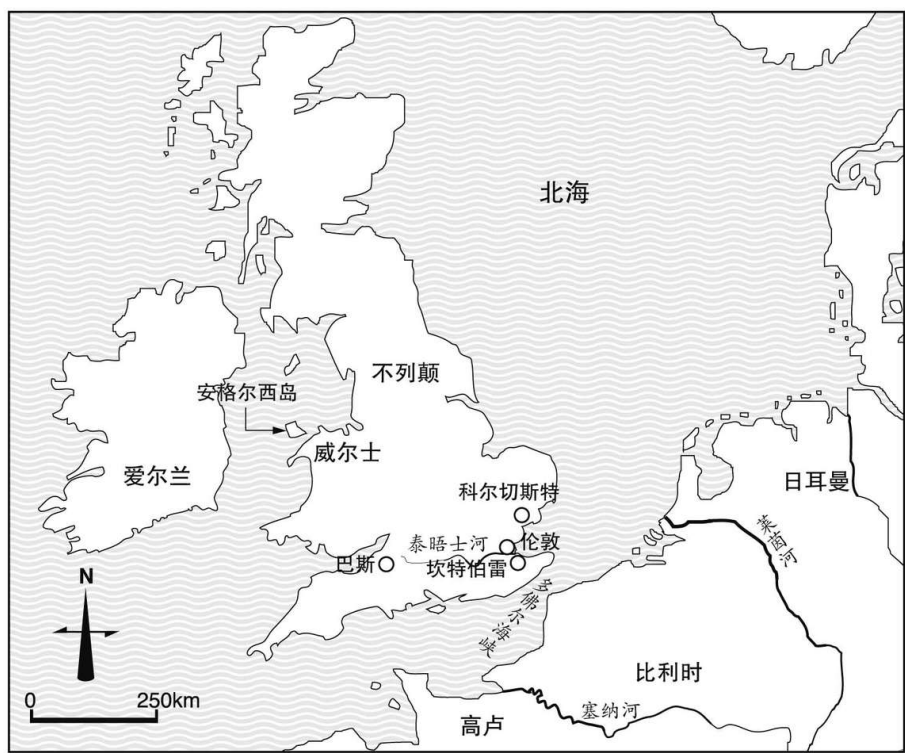 北海
不列颠
安格尔西岛
威尔士
爱尔兰
日耳曼
科尔切斯特
莱茵河
泰晤士河
伦敦
巴斯
坎特伯雷
N
多佛尔海峡
比利时
0 250km
塞纳河
高卢